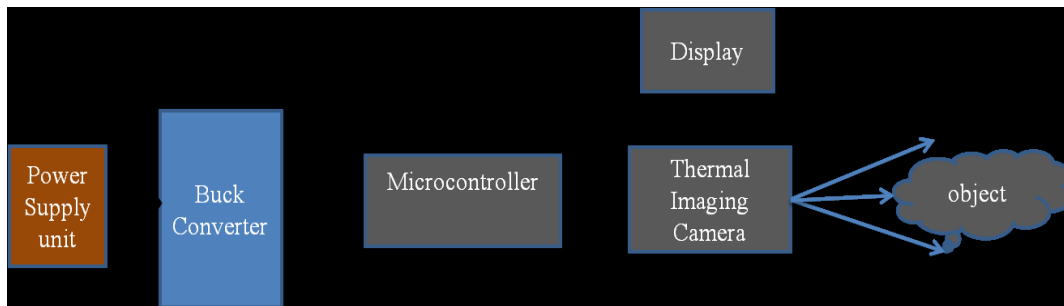 Display
Power
Supply
unit
Buck
Converter
Microcontroller
Thermal
Imaging
Camera
object